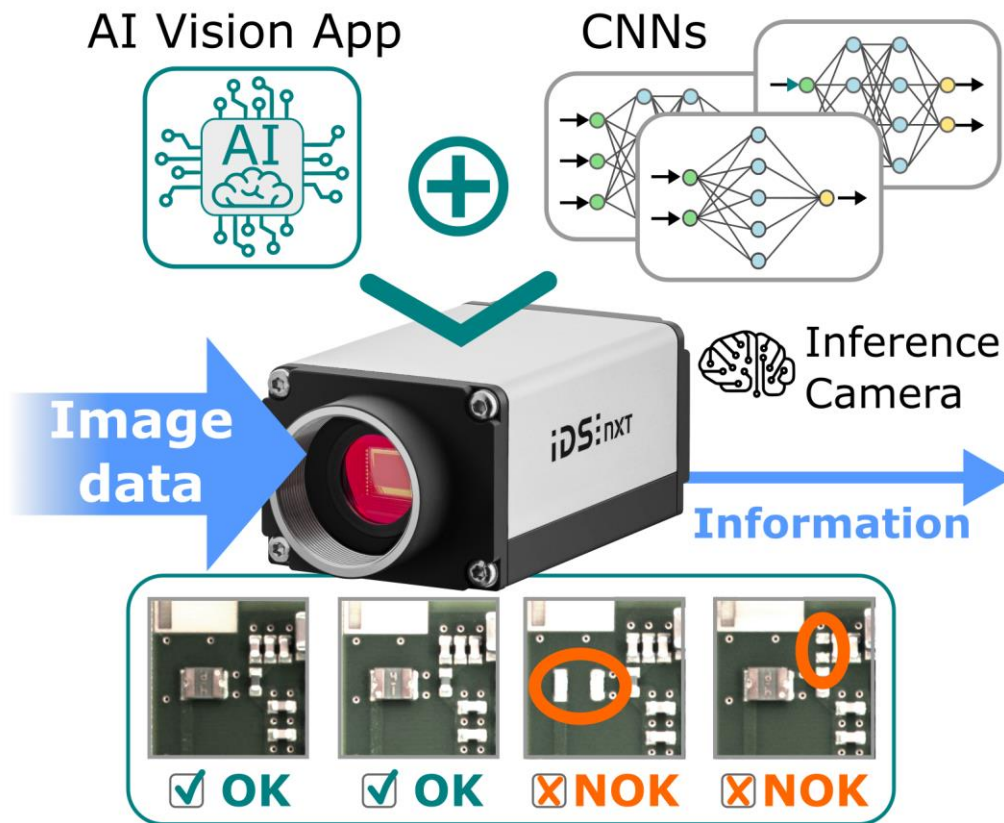 AI Vision App
CNNs
AI
Inference
Camera
Image
data
iDS:nxt
Information
OK
OK
NOK
NOK